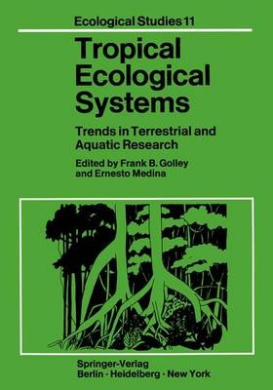 Ecological Studies 11
Tropical
Ecological
Systems
Trends in Terrestrial and
Aquatic Research
Edited by Frank B. Golley
and Ernesto Medina
Springer-Verlag
Berlin · Heidelberg · New York